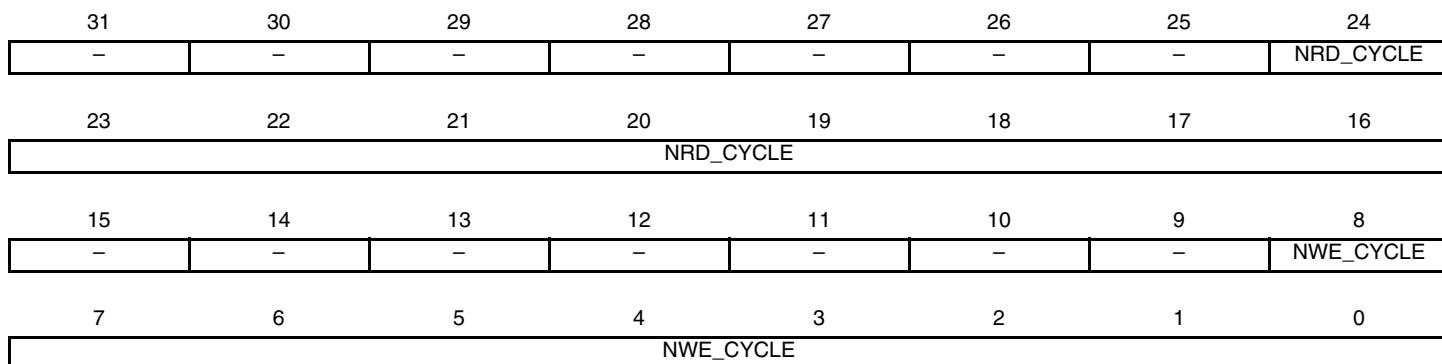 31 30 29 28 27 26 25 24
– – – – – – – NRD_CYCLE
23 22 21 20 19 18 17 16
NRD_CYCLE
15 14 13 12 11 10 9 8
– – – – – – – NWE_CYCLE
7 6 5 4 3 2 1 0
NWE_CYCLE